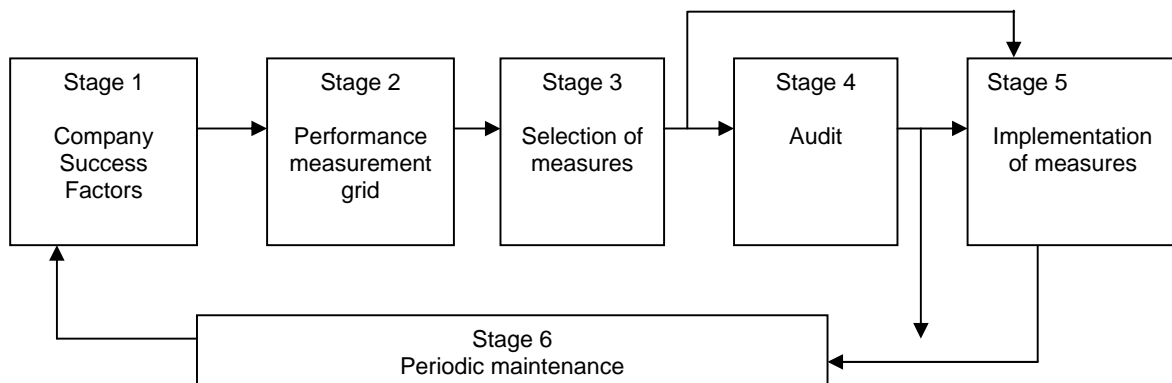 Stage 1
Company
Success
Factors
Stage 2
Performance
measurement
grid
Stage 3
Selection of
measures
Stage 4
Audit
Stage 5
Implementation
of measures
Stage 6
Periodic maintenance